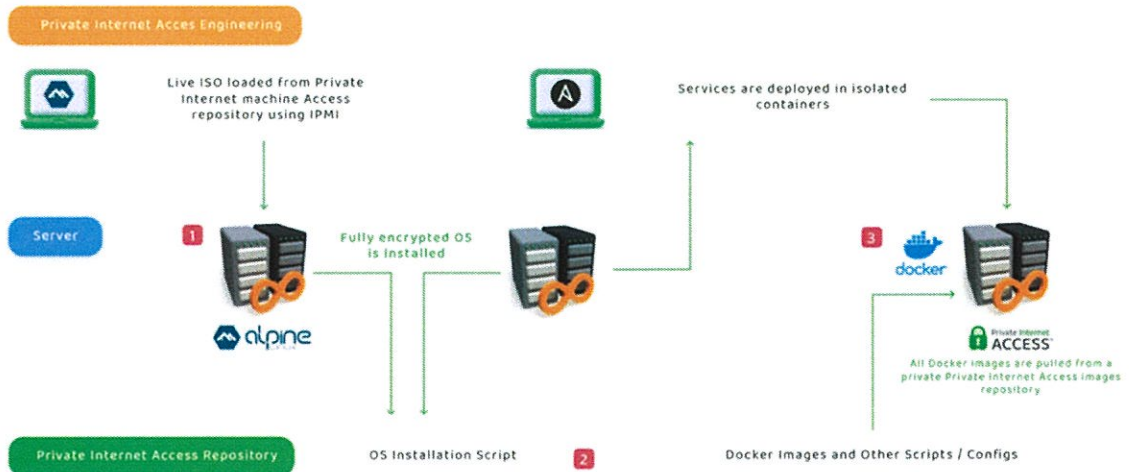 Private Internet Acces Engineering
Live ISO loaded from Private
Internet machine Access
repository using IPMI
Services are deployed in isolated
containers
Server
1
Fully encrypted OS
is Installed
3
docker
alpine
Private Internet
ACCESS
All Docker images are pulled from a
private Private Internet Access images
repository
Private Internet Access Repository
OS Installation Script
2
Docker Images and Other Scripts / Configs